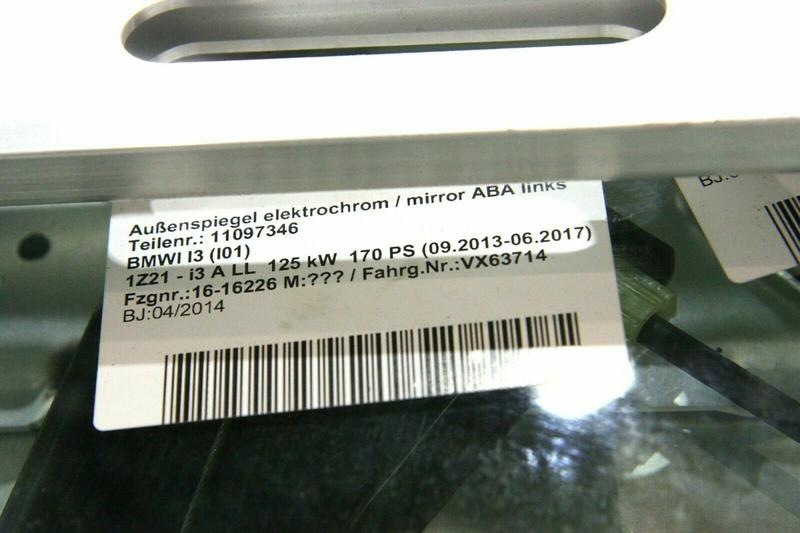 Außenspiegel elektrochrom / mirror ABA links
Teilenr.: 11097346
BMWI I3 (I01)
1Z21 - i3 A LL 125 kW 170 PS (09.2013-06.2017)
Fzgnr.:16-16226 M:??? / Fahrg.Nr.:VX63714
BJ:04/2014
BJ: